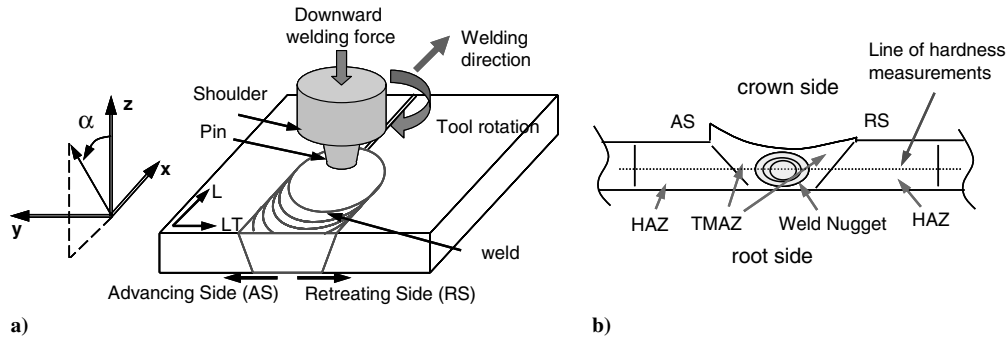 Downward
welding force
Welding
direction
Shoulder
Tool rotation
Pin
z
α
x
y
L
LT
weld
Advancing Side (AS)
Retreating Side (RS)
a)
Line of hardness
measurements
crown side
AS
RS
HAZ
TMAZ
Weld Nugget
HAZ
root side
b)